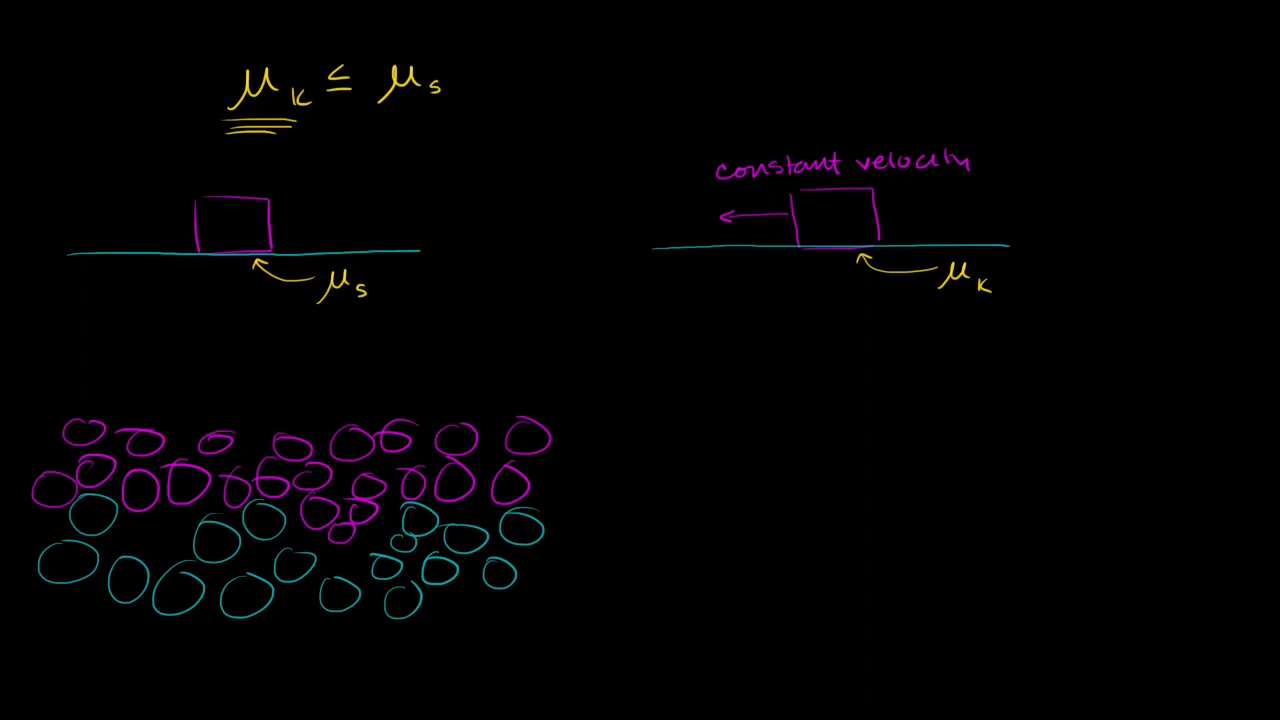 μk ≤ μs
constant velocity
μs
μk